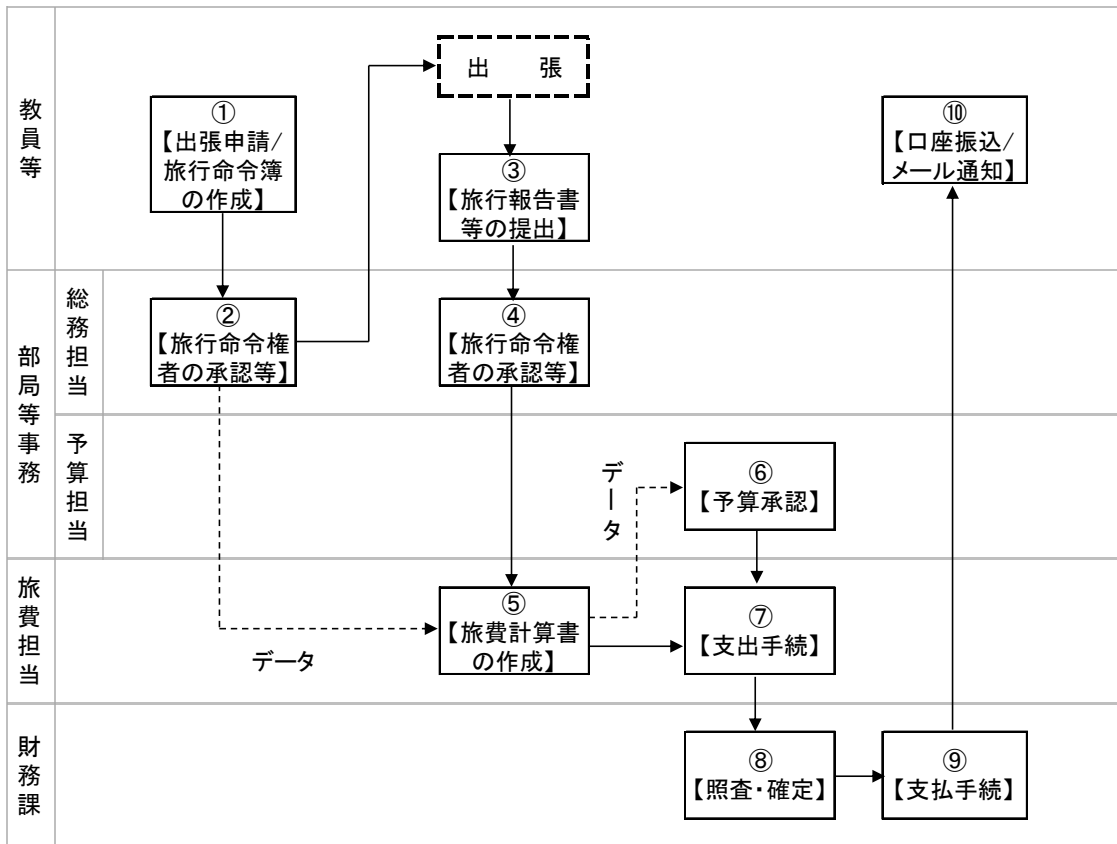 教員等
出　張
①
【出張申請/
旅行命令簿
の作成】
③
【旅行報告書
等の提出】
⑩
【口座振込/
メール通知】
部局等事務
総務担当
②
【旅行命令権
者の承認等】
④
【旅行命令権
者の承認等】
予算担当
データ
⑥
【予算承認】
旅費担当
データ
⑤
【旅費計算書
の作成】
⑦
【支出手続】
財務課
⑧
【照査・確定】
⑨
【支払手続】